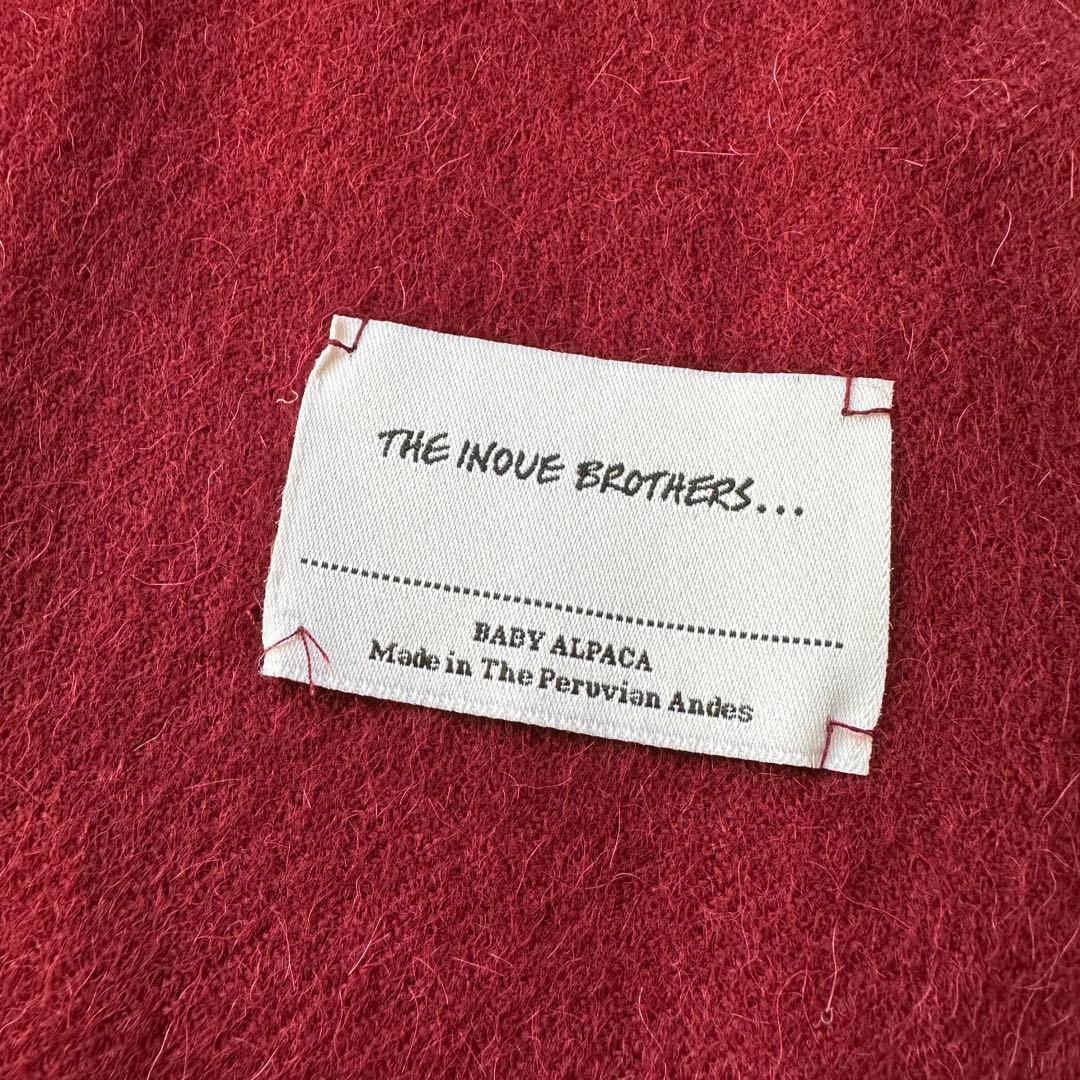 THE INOUE BROTHERS...
BABY ALPACA
Made in The Peruvian Andes